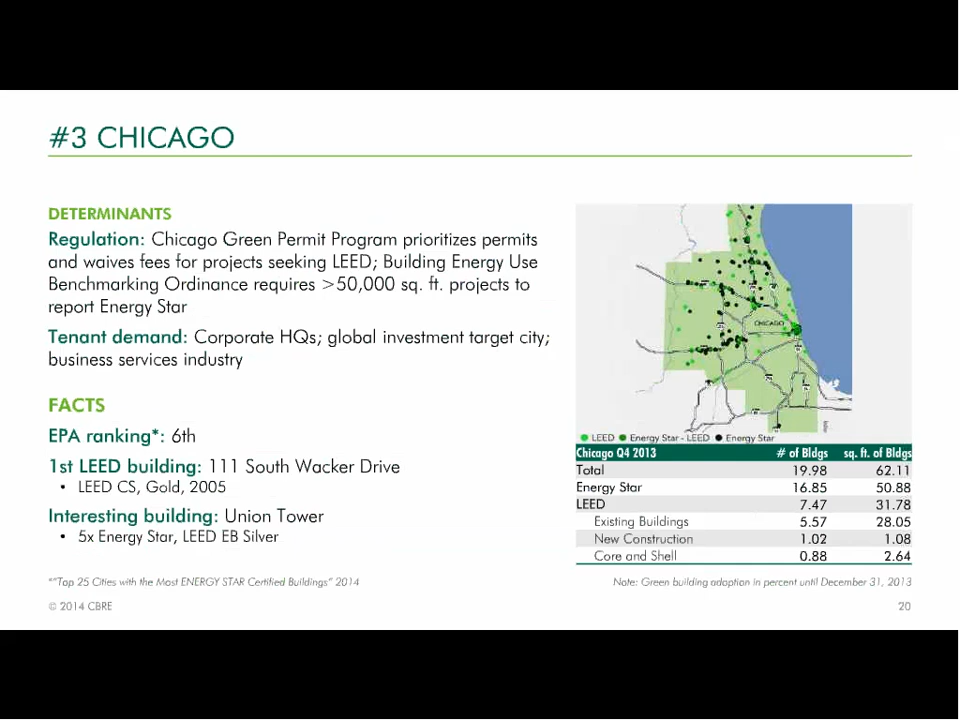 #3 CHICAGO
DETERMINANTS
Regulation: Chicago Green Permit Program prioritizes permits
and waives fees for projects seeking LEED; Building Energy Use
Benchmarking Ordinance requires >50,000 sq. ft. projects to
report Energy Star
Tenant demand: Corporate HQs; global investment target city;
business services industry
FACTS
EPA ranking*: 6th
1st LEED building: 111 South Wacker Drive
• LEED CS, Gold, 2005
Interesting building: Union Tower
• 5x Energy Star, LEED EB Silver
CHICAGO
LEED Energy Star - LEED Energy Star
Chicago Q4 2013 # of Bldgs sq. ft. of Bldgs
Total 19.98 62.11
Energy Star 16.85 50.88
LEED 7.47 31.78
Existing Buildings 5.57 28.05
New Construction 1.02 1.08
Core and Shell 0.88 2.64
*"Top 25 Cities with the Most ENERGY STAR Certified Buildings" 2014
Note: Green building adoption in percent until December 31, 2013
© 2014 CBRE
20